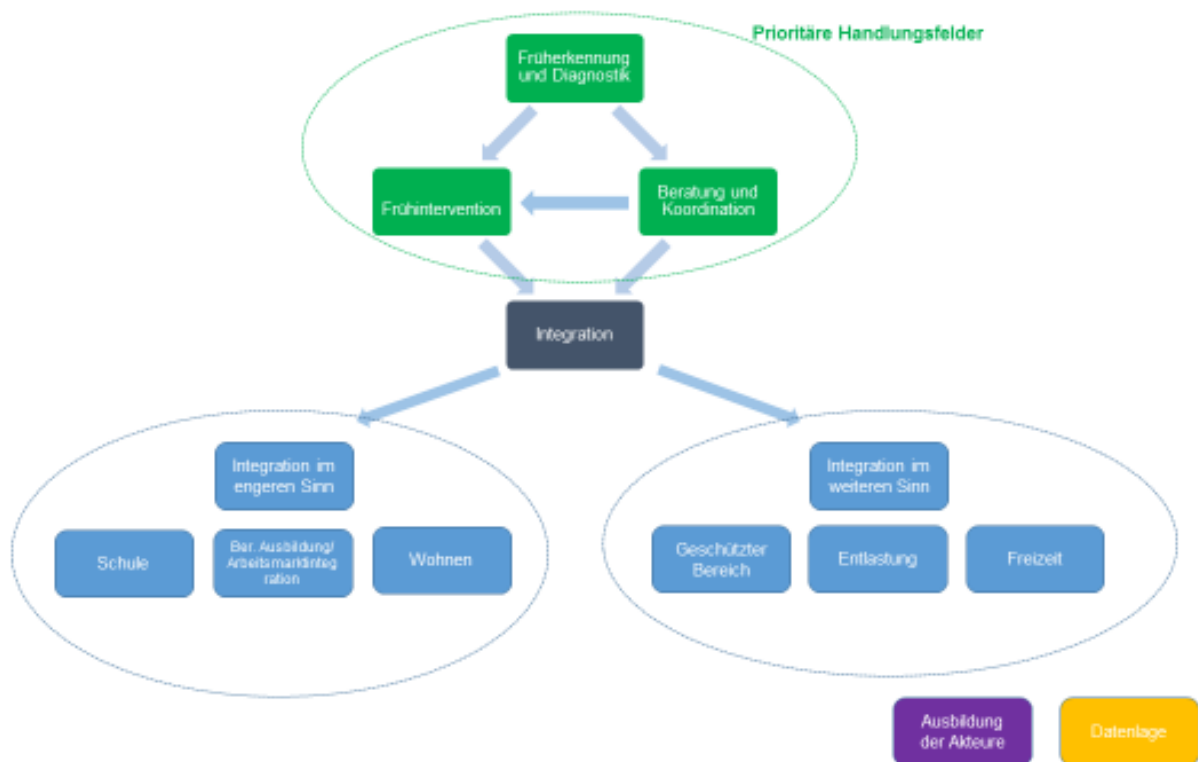 Prioritäre Handlungsfelder
Früherkennung
und Diagnostik
Frühintervention
Beratung und
Koordination
Integration
Integration im
engeren Sinn
Schule
Ber. Ausbildung/
Arbeitsmarktinteg
ration
Wohnen
Integration im
weiteren Sinn
Geschützter
Bereich
Entlastung
Freizeit
Ausbildung
der Akteure
Datenlage